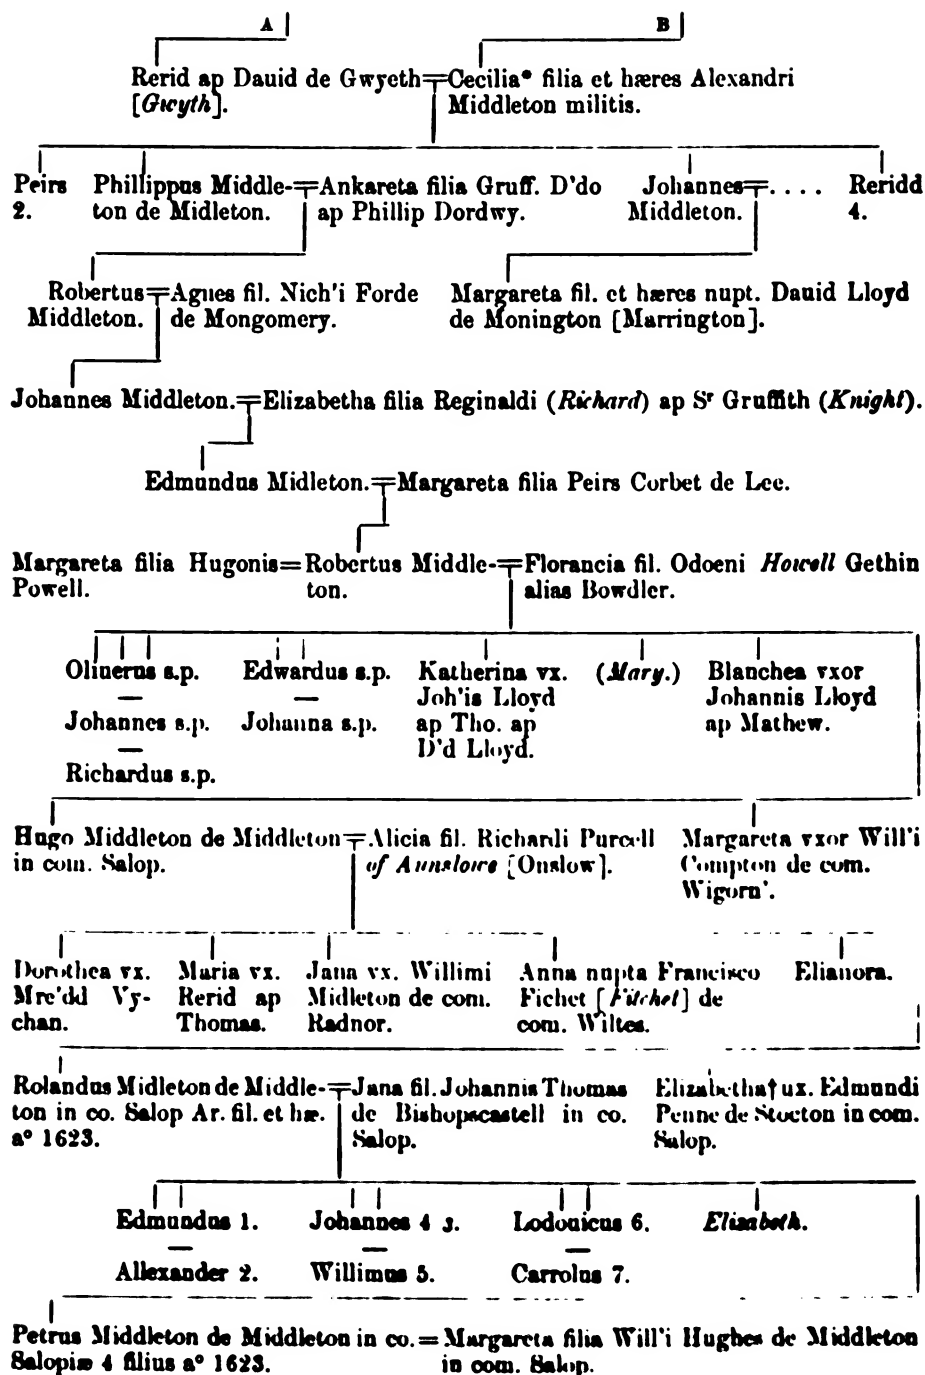 A B
Rerid ap Dauid de Gwyeth=Cecilia* filia et hæres Alexandri
[Gwyth]. Middleton militis.
Peirs Phillippus Middle-=Ankareta filia Gruff. D'do Johannes=. . . . Reridd
2. ton de Midleton. ap Phillip Dordwy. Middleton. 4.
Robertus=Agnes fil. Nich'i Forde Margareta fil. et hæres nupt. Dauid Lloyd
Middleton. de Mongomery. de Monington [Marrington].
Johannes Middleton.=Elizabetha filia Reginaldi (Richard) ap Sr Gruffith (Knight).
Edmundus Midleton.=Margareta filia Peirs Corbet de Lee.
Margareta filia Hugonis=Robertus Middle-=Florancia fil. Odoeni Howell Gethin
Powell. ton. alias Bowdler.
Oliuerus s.p. Edwardus s.p. Katherina vx. (Mary.) Blanchea vxor
Joh'is Lloyd Johannis Lloyd
Johannes s.p. Johanna s.p. ap Tho. ap ap Mathew.
D'd Lloyd.
Richardus s.p.
Hugo Middleton de Middleton=Alicia fil. Richardi Purcell Margareta vxor Will'i
in com. Salop. of Aunslowe [Onslow]. Compton de com.
Wigorn'.
Dorothea vx. Maria vx. Jana vx. Willimi Anna nupta Francisco Elianora.
Mre'dd Vy- Rerid ap Midleton de com. Fichet [Fitchet] de
chan. Thomas. Radnor. com. Wiltes.
Rolandus Midleton de Middle-=Jana fil. Johannis Thomas Elizabetha† ux. Edmundi
ton in co. Salop Ar. fil. et hæ. de Bishopscastell in co. Penne de Stocton in com.
a° 1623. Salop. Salop.
Edmundus 1. Johannes 4 3. Lodouicus 6. Elizabeth.
Allexander 2. Willimus 5. Carrolus 7.
Petrus Middleton de Middleton in co.=Margareta filia Will'i Hughes de Middleton
Salopiæ 4 filius a° 1623. in com. Salop.